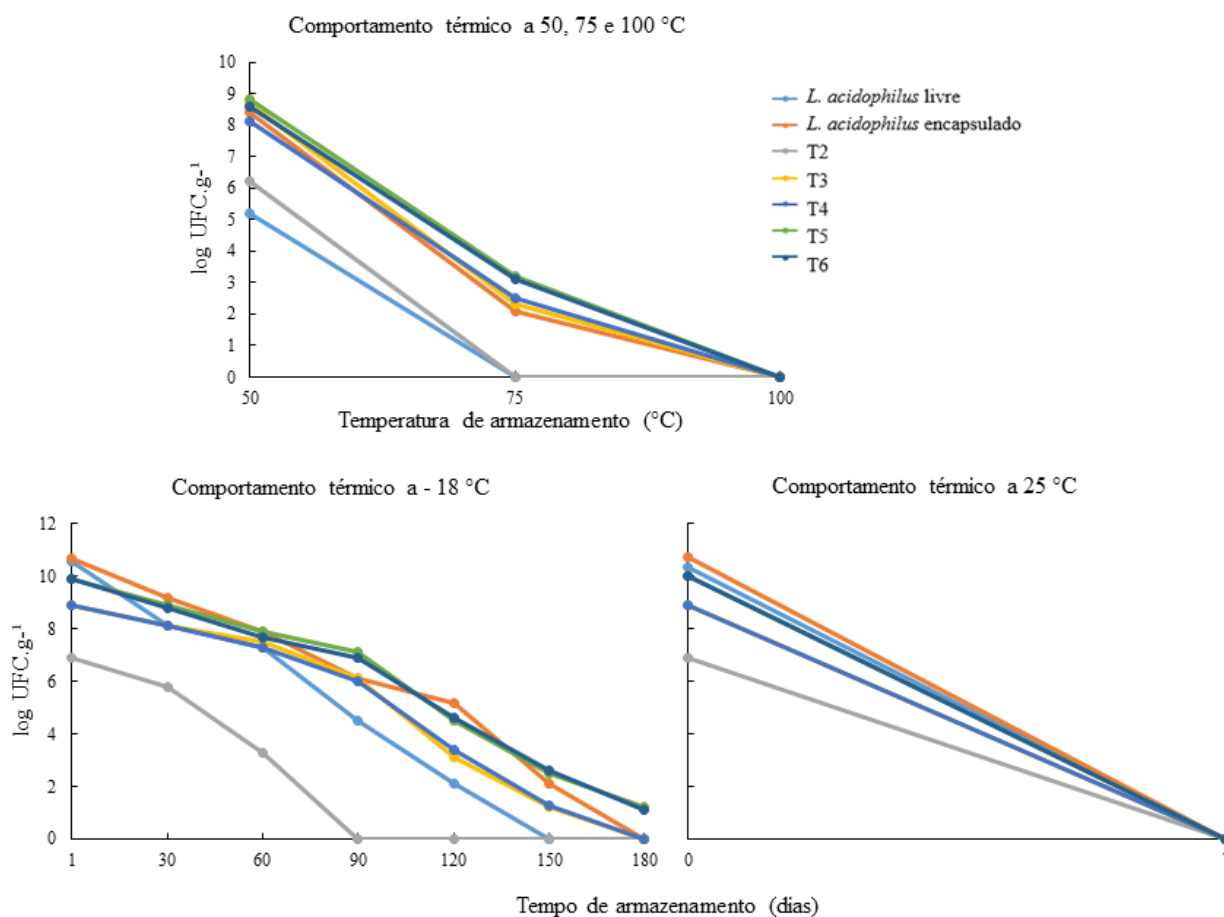 Comportamento térmico a 50, 75 e 100 °C
10
9
8
7
6
5
4
3
2
1
0
log UFC.g-¹
50 75 100
Temperatura de armazenamento (°C)
L. acidophilus livre
L. acidophilus encapsulado
T2
T3
T4
T5
T6
Comportamento térmico a - 18 °C
12
10
8
6
4
2
0
log UFC.g-¹
1 30 60 90 120 150 180
Comportamento térmico a 25 °C
0
Tempo de armazenamento (dias)